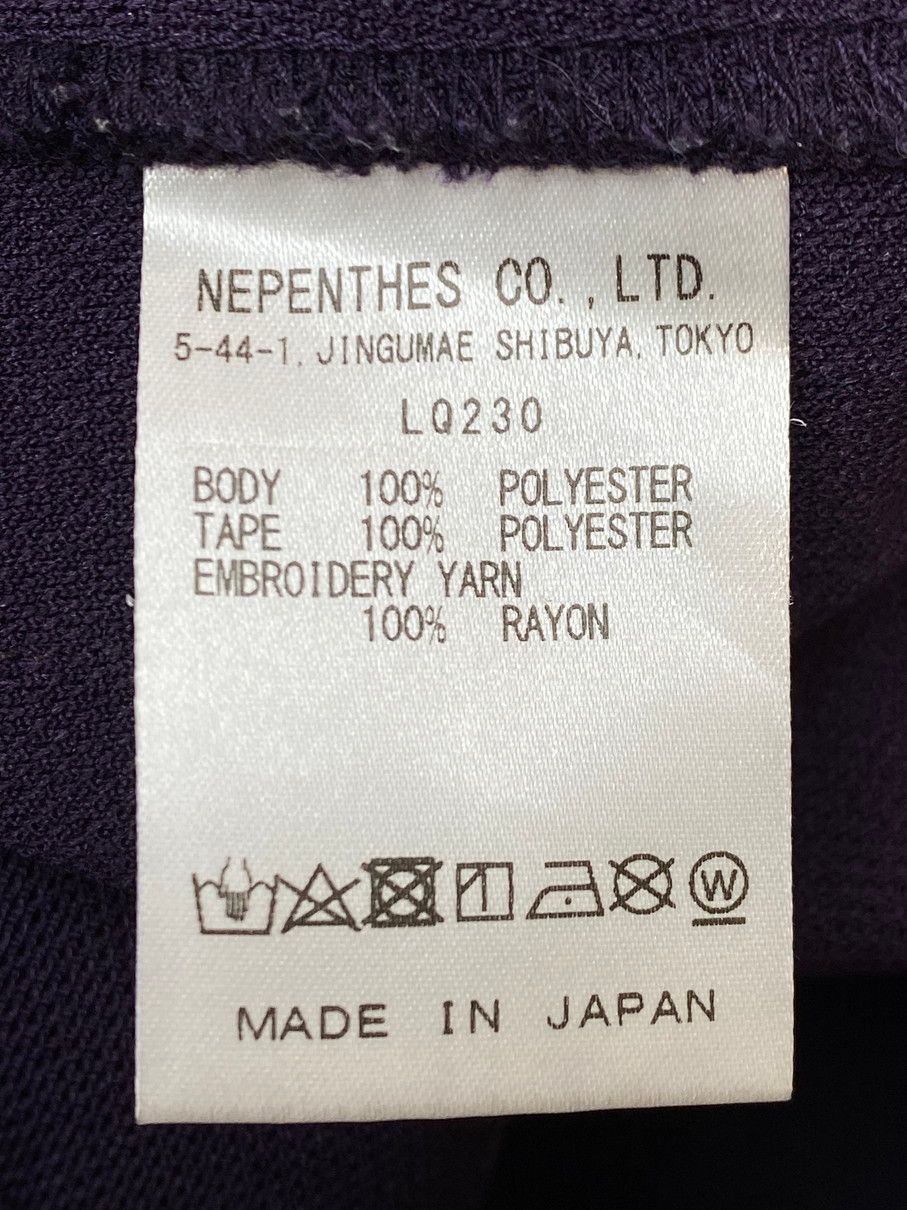 NEPENTHES CO.,LTD.
5-44-1, JINGUMAE SHIBUYA, TOKYO
LQ230
BODY 100% POLYESTER
TAPE 100% POLYESTER
EMBROIDERY YARN
100% RAYON
W
MADE IN JAPAN